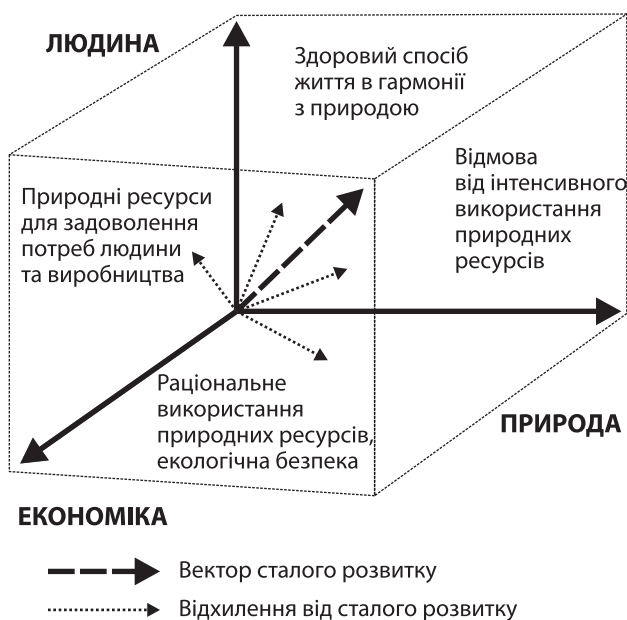 ЛЮДИНА
Здоровий спосіб
життя в гармонії
з природою
Відмова
від інтенсивного
використання
природних
ресурсів
Природні ресурси
для задоволення
потреб людини
та виробництва
Раціональне
використання
природних ресурсів,
екологічна безпека
ПРИРОДА
ЕКОНОМІКА
Вектор сталого розвитку
Відхилення від сталого розвитку